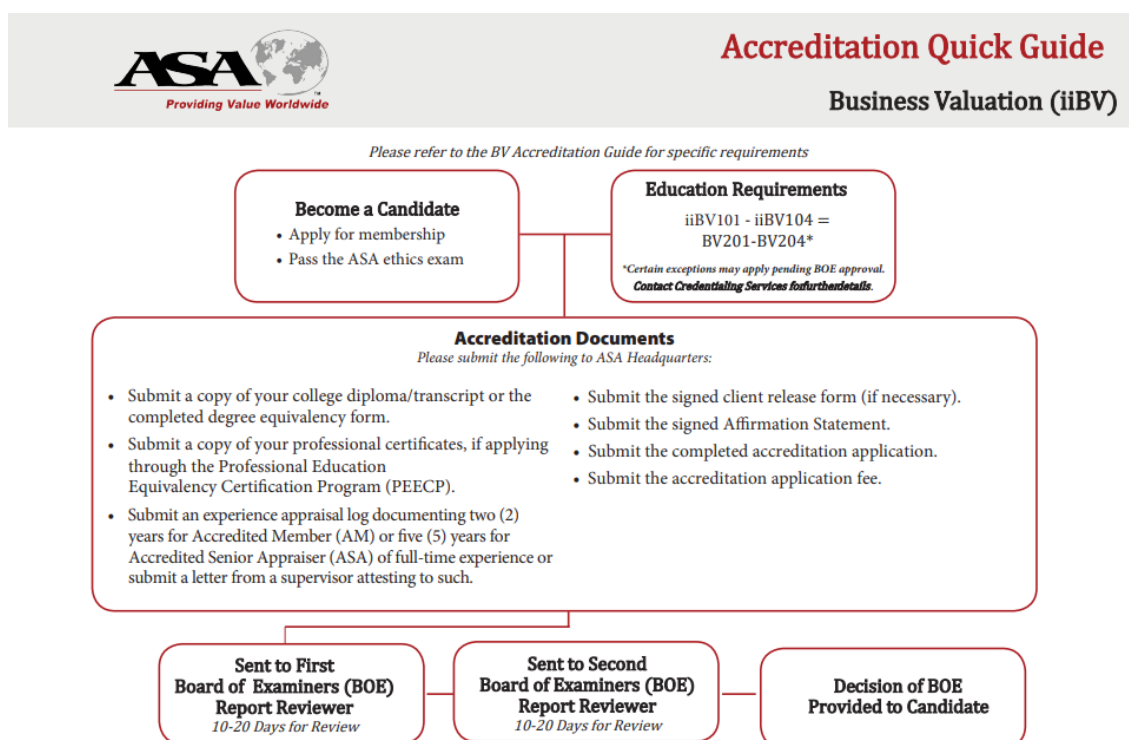 ASA
Providing Value Worldwide
TM
Accreditation Quick Guide
Business Valuation (iiBV)
Please refer to the BV Accreditation Guide for specific requirements
Become a Candidate
• Apply for membership
• Pass the ASA ethics exam
Education Requirements
iiBV101 - iiBV104 =
BV201-BV204*
*Certain exceptions may apply pending BOE approval.
Contact Credentialing Services forfurtherdetails.
Accreditation Documents
Please submit the following to ASA Headquarters:
• Submit a copy of your college diploma/transcript or the
completed degree equivalency form.
• Submit a copy of your professional certificates, if applying
through the Professional Education
Equivalency Certification Program (PEECP).
• Submit an experience appraisal log documenting two (2)
years for Accredited Member (AM) or five (5) years for
Accredited Senior Appraiser (ASA) of full-time experience or
submit a letter from a supervisor attesting to such.
• Submit the signed client release form (if necessary).
• Submit the signed Affirmation Statement.
• Submit the completed accreditation application.
• Submit the accreditation application fee.
Sent to First
Board of Examiners (BOE)
Report Reviewer
10-20 Days for Review
Sent to Second
Board of Examiners (BOE)
Report Reviewer
10-20 Days for Review
Decision of BOE
Provided to Candidate